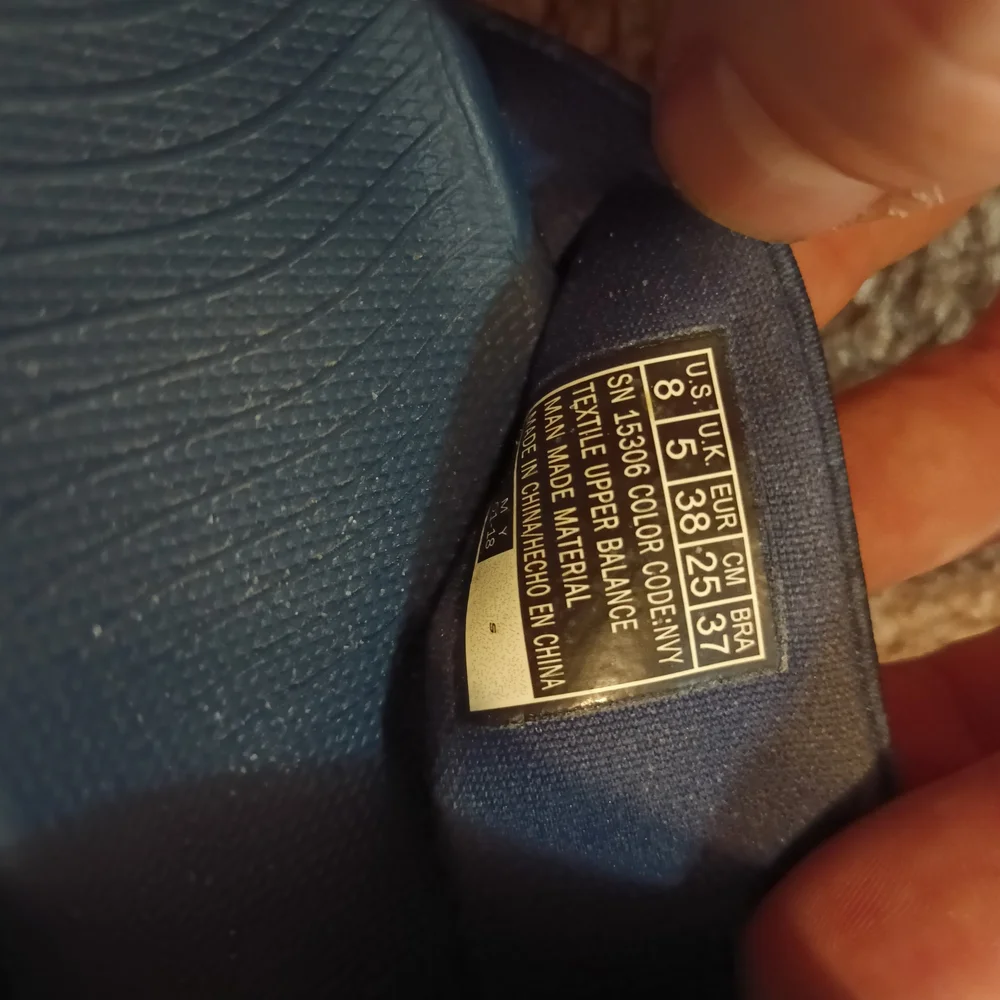 U.S. U.K. EUR CM BRA
8 5 38 25 37
SN 15306 COLOR CODE:NVY
TEXTILE UPPER BALANCE
MAN MADE MATERIAL
MADE IN CHINA/HECHO EN CHINA
M Y
18
s